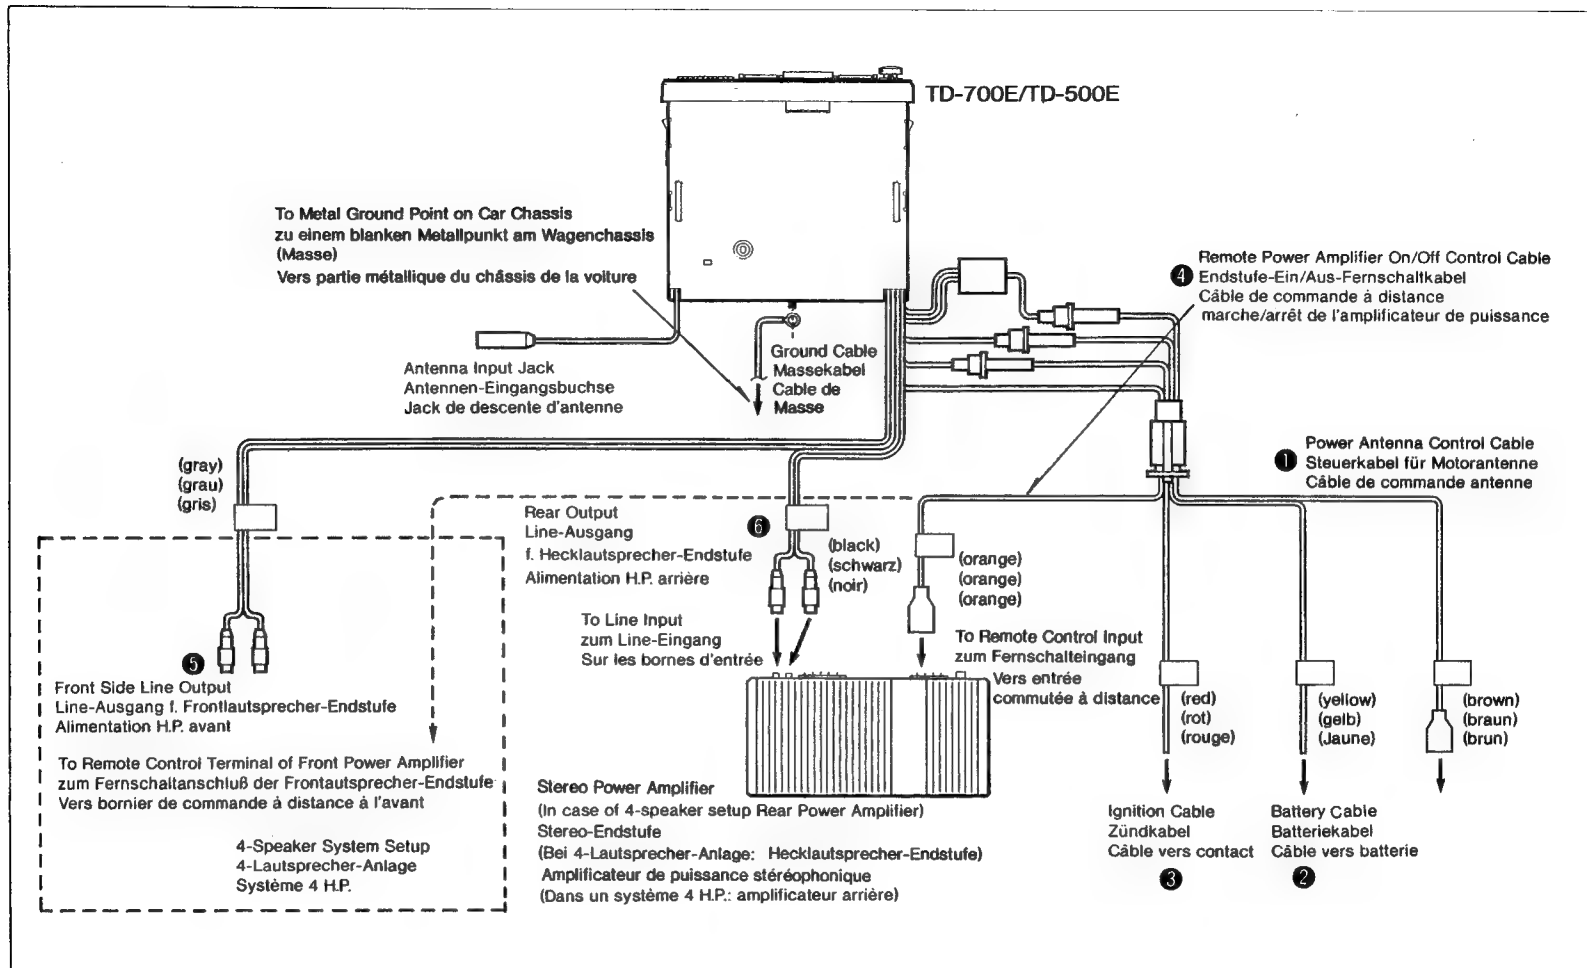 TD-700E/TD-500E
To Metal Ground Point on Car Chassis
zu einem blanken Metallpunkt am Wagenchassis
(Masse)
Vers partie métallique du châssis de la voiture
4
Remote Power Amplifier On/Off Control Cable
Endstufe-Ein/Aus-Fernschaltkabel
Câble de commande à distance
marche/arrêt de l'amplificateur de puissance
Antenna Input Jack
Antennen-Eingangsbuchse
Jack de descente d'antenne
Ground Cable
Massekabel
Cable de
Masse
1
Power Antenna Control Cable
Steuerkabel für Motorantenne
Câble de commande antenne
(gray)
(grau)
(gris)
Rear Output
Line-Ausgang
f. Hecklautsprecher-Endstufe
Alimentation H.P. arrière
6
(black)
(schwarz)
(noir)
(orange)
(orange)
(orange)
To Line Input
zum Line-Eingang
Sur les bornes d'entrée
To Remote Control Input
zum Fernschalteingang
Vers entrée
commutée à distance
5
Front Side Line Output
Line-Ausgang f. Frontlautsprecher-Endstufe
Alimentation H.P. avant
To Remote Control Terminal of Front Power Amplifier
zum Fernschaltanschluß der Frontautsprecher-Endstufe
Vers bornier de commande à distance à l'avant
4-Speaker System Setup
4-Lautsprecher-Anlage
Système 4 H.P.
Stereo Power Amplifier
(In case of 4-speaker setup Rear Power Amplifier)
Stereo-Endstufe
(Bei 4-Lautsprecher-Anlage: Hecklautsprecher-Endstufe)
Amplificateur de puissance stéréophonique
(Dans un système 4 H.P.: amplificateur arrière)
(red)
(rot)
(rouge)
(yellow)
(gelb)
(Jaune)
(brown)
(braun)
(brun)
Ignition Cable
Zündkabel
Câble vers contact
3
Battery Cable
Batteriekabel
Câble vers batterie
2